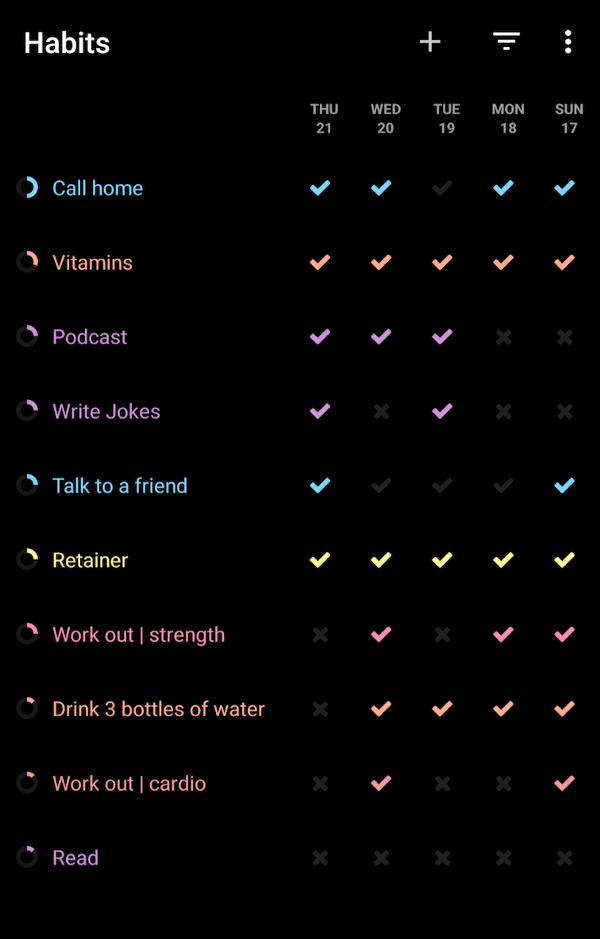 Habits
THU WED TUE MON SUN
21 20 19 18 17
Call home
Vitamins
Podcast
Write Jokes
Talk to a friend
Retainer
Work out | strength
Drink 3 bottles of water
Work out | cardio
Read